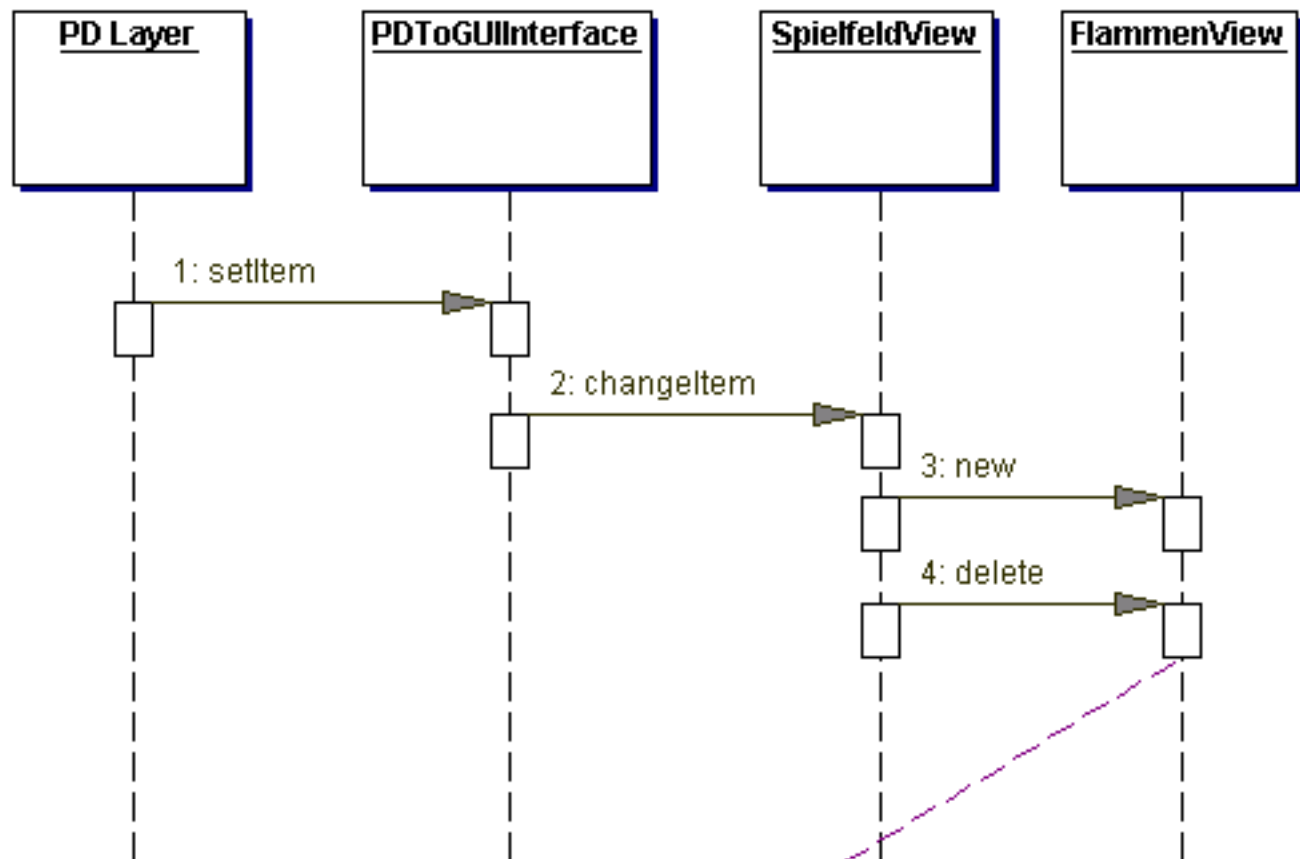 PD Layer
PDToGUIInterface
SpielfeldView
FlammenView
1: setItem
2: changeItem
3: new
4: delete